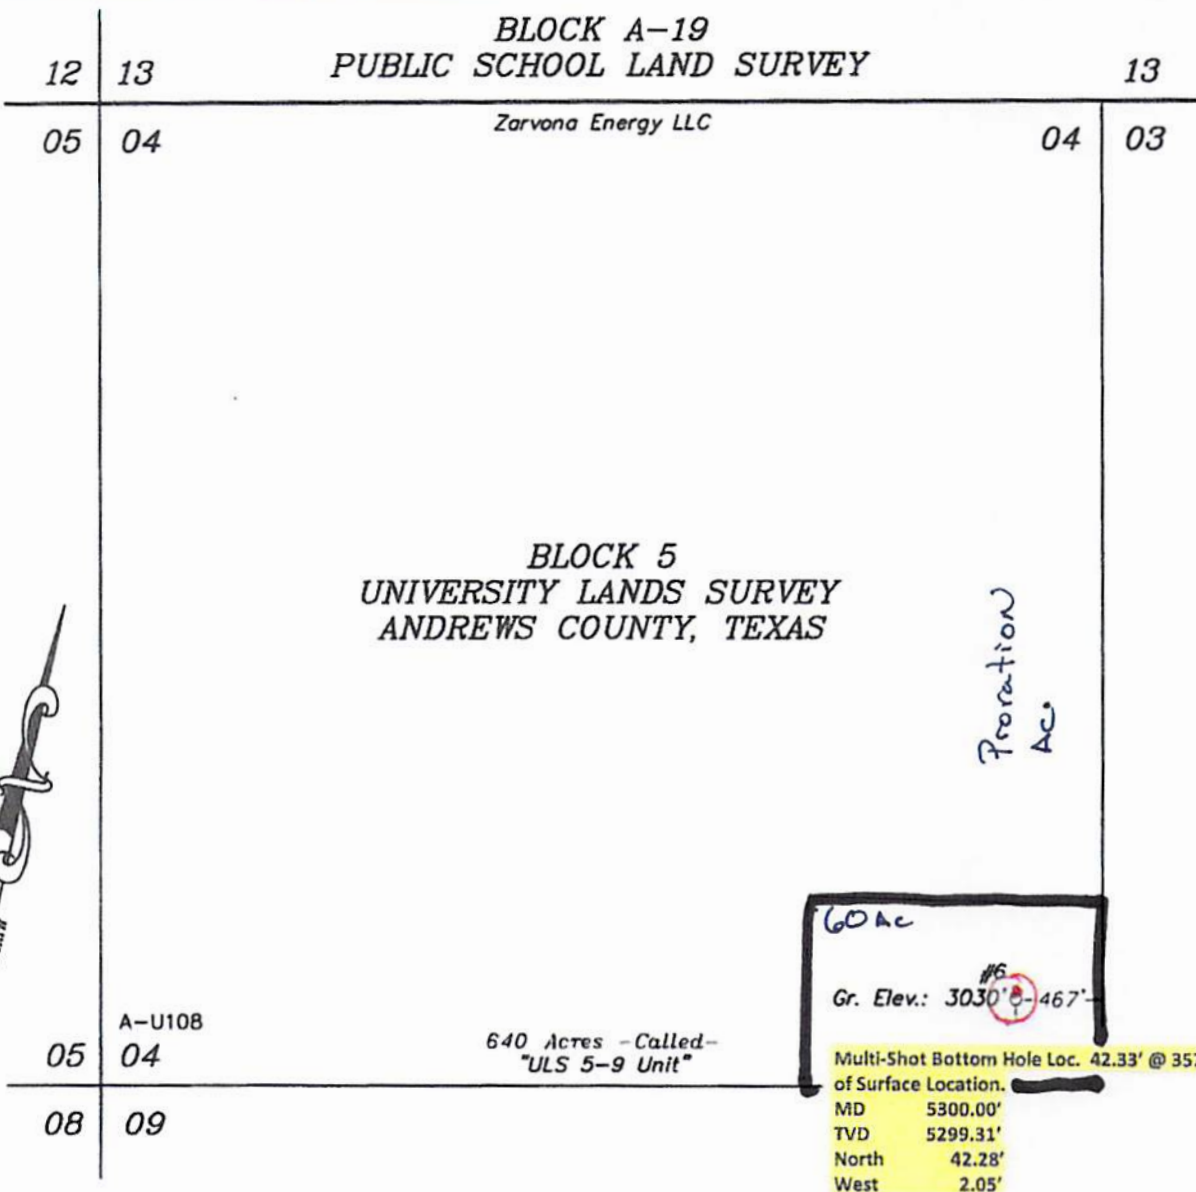 BLOCK A-19
PUBLIC SCHOOL LAND SURVEY
12 13 13
Zarvona Energy LLC
05 04 04 03
BLOCK 5
UNIVERSITY LANDS SURVEY
ANDREWS COUNTY, TEXAS
Proration
Ac.
60 Ac
#6
Gr. Elev.: 3030' 467'
A-U108
640 Acres -Called-
"ULS 5-9 Unit"
05 04
Multi-Shot Bottom Hole Loc. 42.33' @
of Surface Location.
MD 5300.00'
TVD 5299.31'
North 42.28'
West 2.05'
08 09